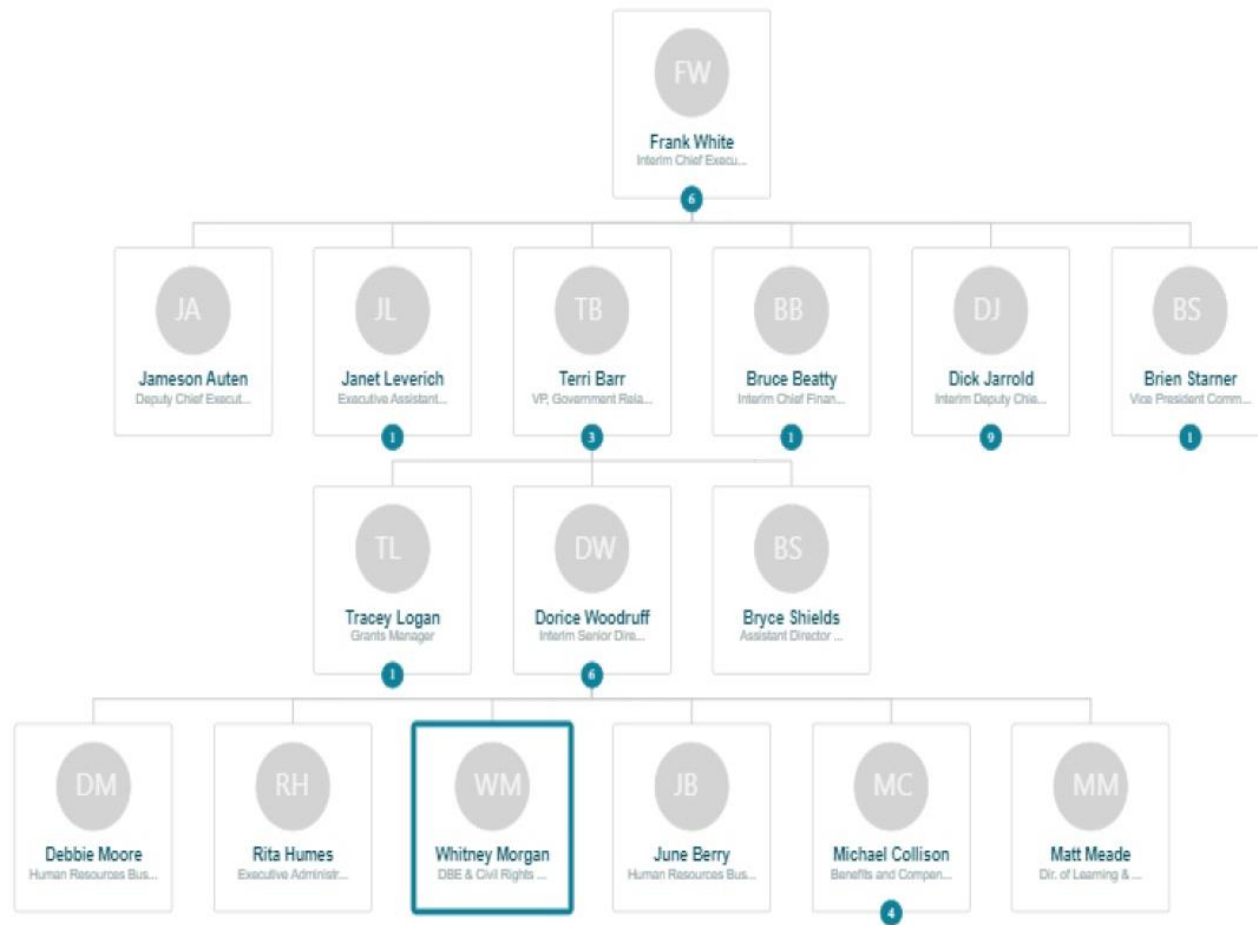 FW
Frank White
Interim Chief Execu...
6
JA
Jameson Auten
Deputy Chief Execut...
JL
Janet Leverich
Executive Assistant...
1
TB
Terri Barr
VP, Government Rela...
3
BB
Bruce Beatty
Interim Chief Finan...
1
DJ
Dick Jarrold
Interim Deputy Chie...
9
BS
Brien Starner
Vice President Comm...
1
TL
Tracey Logan
Grants Manager
1
DW
Dorice Woodruff
Interim Senior Dire...
6
BS
Bryce Shields
Assistant Director ...
DM
Debbie Moore
Human Resources Bus...
RH
Rita Humes
Executive Administr...
WM
Whitney Morgan
DBE & Civil Rights ...
JB
June Berry
Human Resources Bus...
MC
Michael Collison
Benefits and Compen...
4
MM
Matt Meade
Dir. of Learning & ...